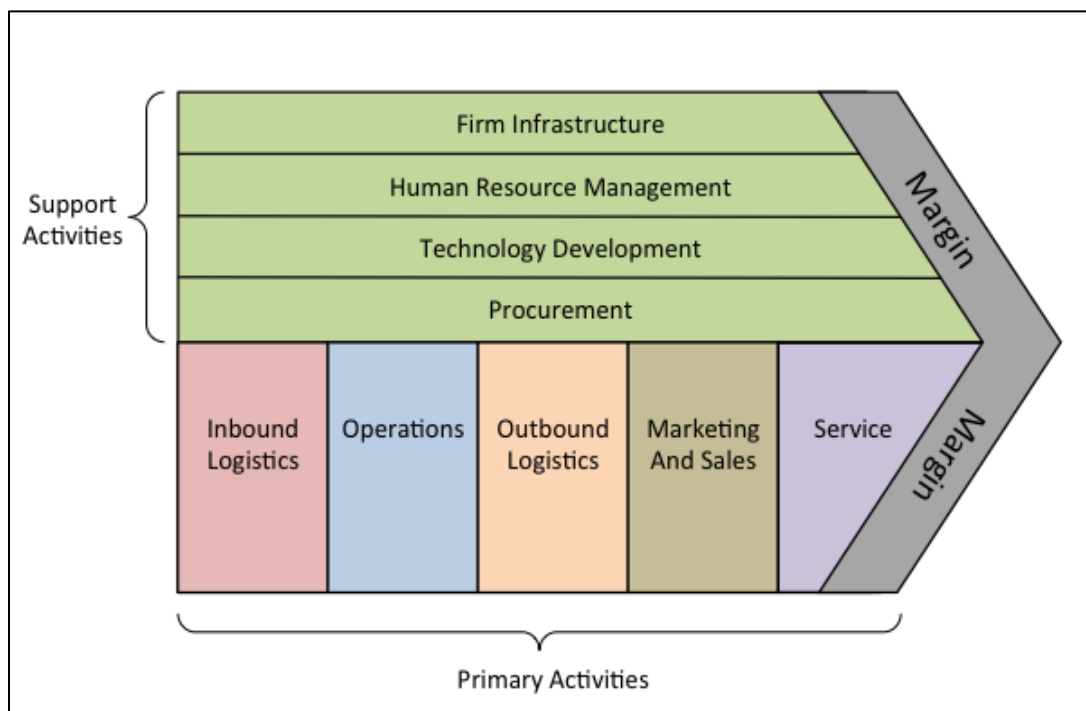 Firm Infrastructure
Human Resource Management
Technology Development
Procurement
Support
Activities
Margin
Inbound
Logistics
Operations
Outbound
Logistics
Marketing
And Sales
Service
Margin
Primary Activities